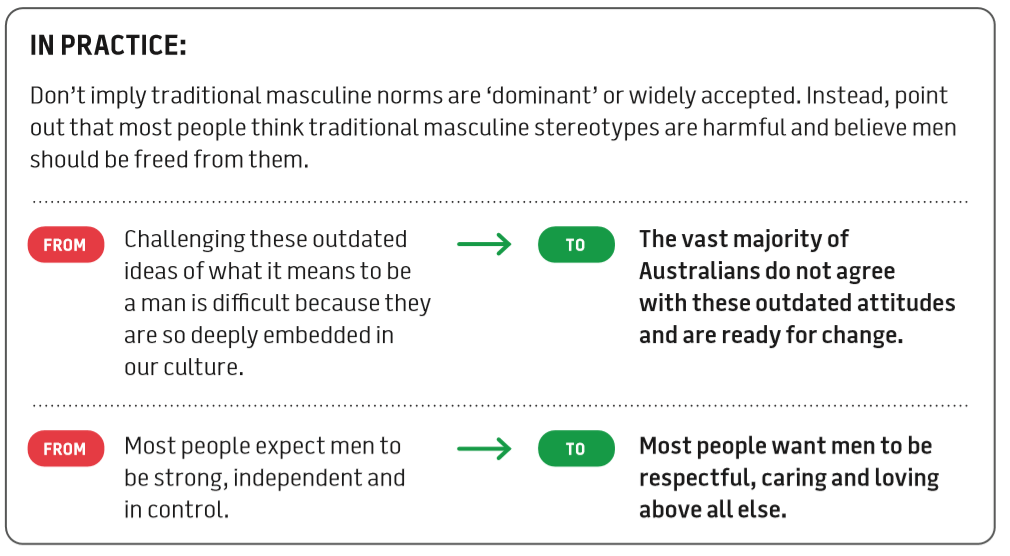 IN PRACTICE:
Don’t imply traditional masculine norms are ‘dominant’ or widely accepted. Instead, point
out that most people think traditional masculine stereotypes are harmful and believe men
should be freed from them.
FROM
Challenging these outdated
ideas of what it means to be
a man is difficult because they
are so deeply embedded in
our culture.
TO
The vast majority of
Australians do not agree
with these outdated attitudes
and are ready for change.
FROM
Most people expect men to
be strong, independent and
in control.
TO
Most people want men to be
respectful, caring and loving
above all else.